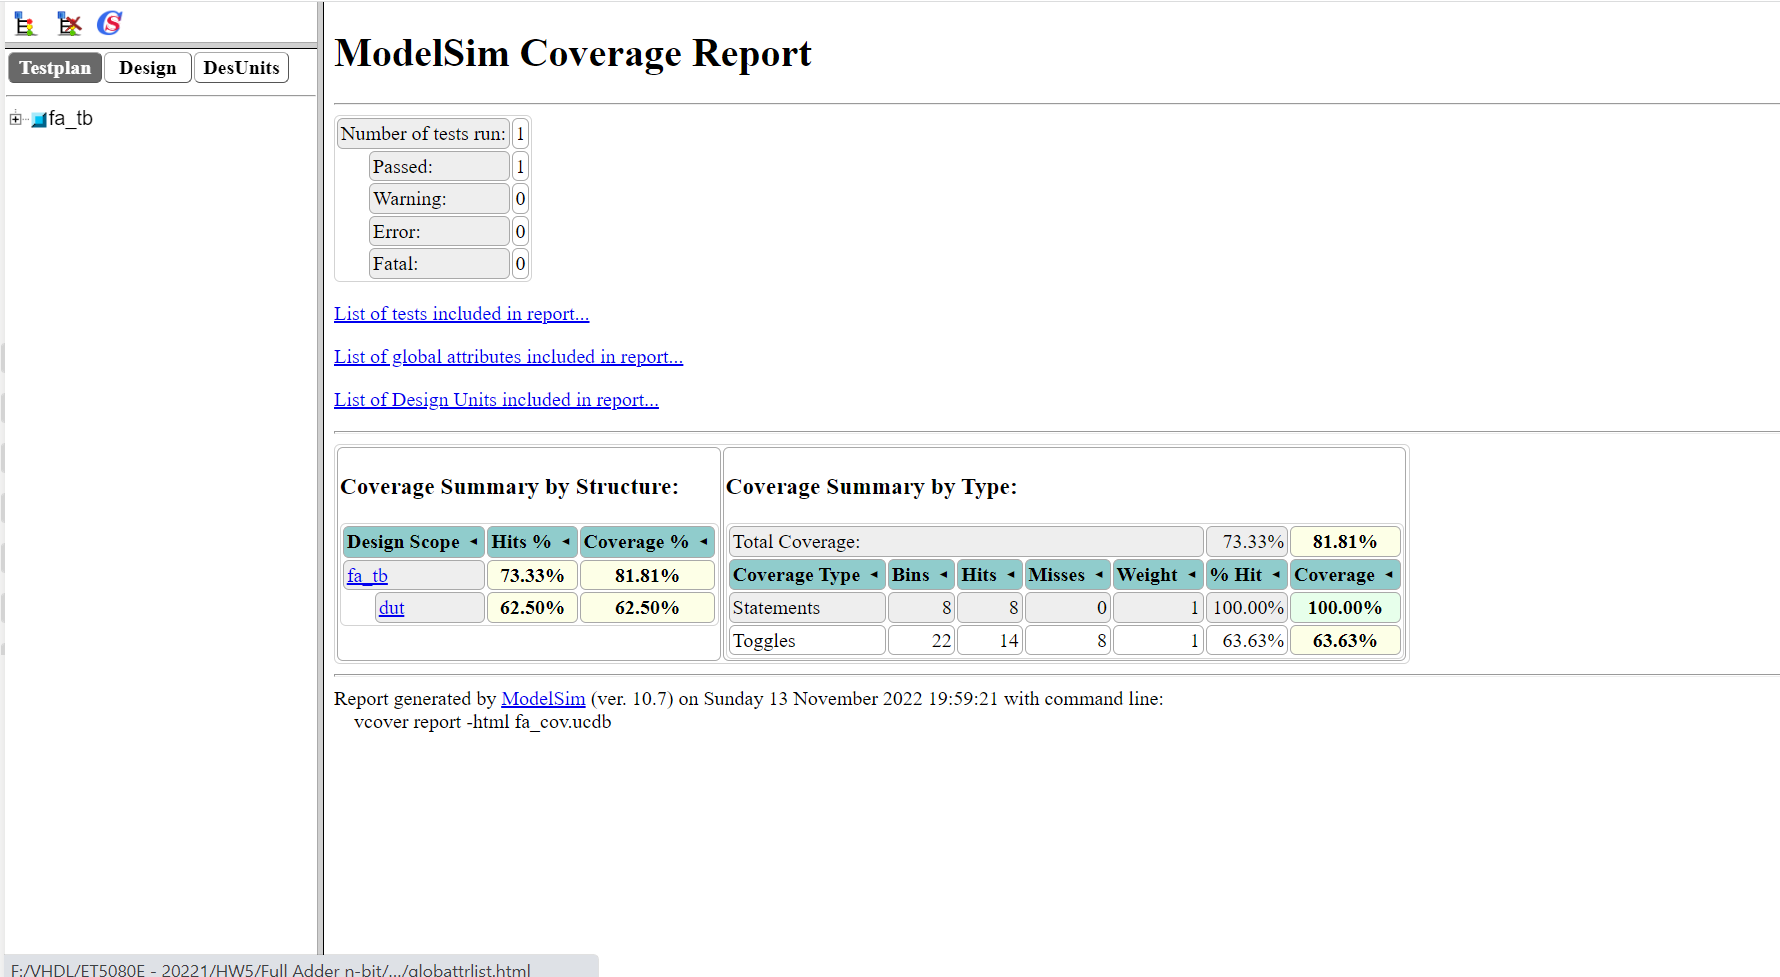 Testplan Design DesUnits
fa_tb
ModelSim Coverage Report
Number of tests run: 1
Passed: 1
Warning: 0
Error: 0
Fatal: 0
List of tests included in report...
List of global attributes included in report...
List of Design Units included in report...
Coverage Summary by Structure:
Design Scope ◄ Hits % ◄ Coverage % ◄
fa_tb 73.33% 81.81%
dut 62.50% 62.50%
Coverage Summary by Type:
Total Coverage: 73.33% 81.81%
Coverage Type ◄ Bins ◄ Hits ◄ Misses ◄ Weight ◄ % Hit ◄ Coverage ◄
Statements 8 8 0 1 100.00% 100.00%
Toggles 22 14 8 1 63.63% 63.63%
Report generated by ModelSim (ver. 10.7) on Sunday 13 November 2022 19:59:21 with command line:
vcover report -html fa_cov.ucdb
F:/VHDL/ET5080E - 20221/HW5/Full Adder n-bit/.../globattrlist.html